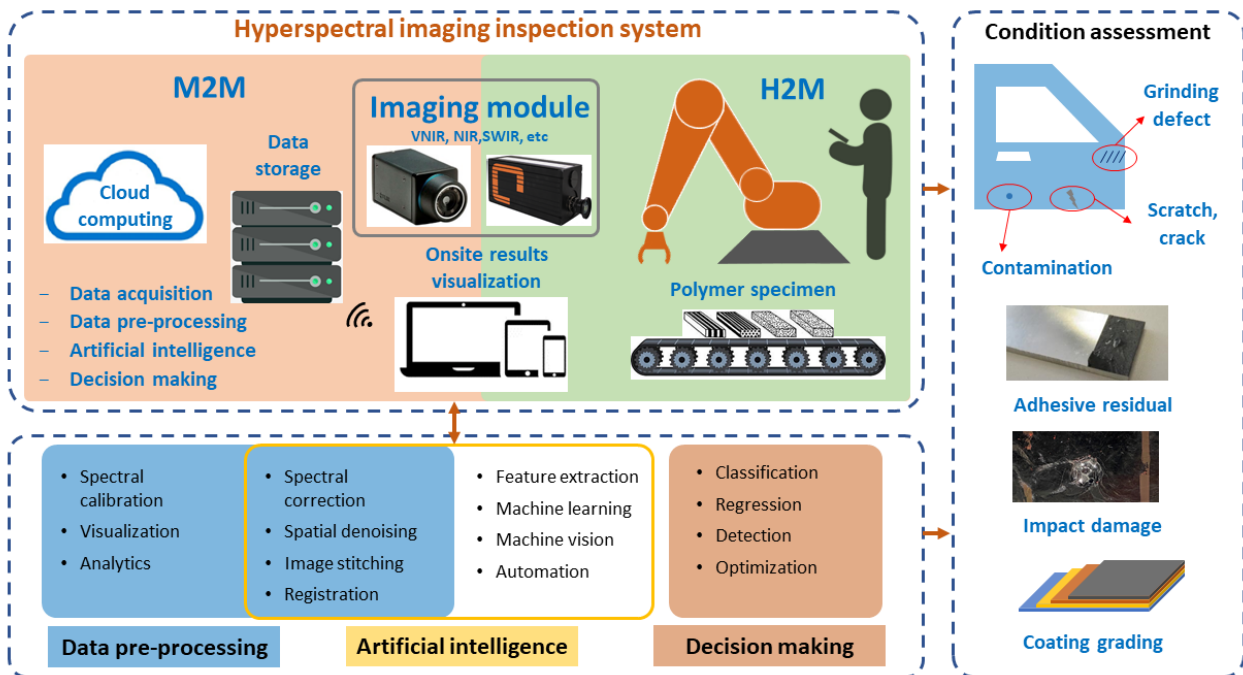 Hyperspectral imaging inspection system
M2M
Imaging module
VNIR, NIR,SWIR, etc
H2M
Data
storage
Cloud
computing
Onsite results
visualization
Polymer specimen
– Data acquisition
– Data pre-processing
– Artificial intelligence
– Decision making
• Spectral
calibration
• Visualization
• Analytics
• Spectral
correction
• Spatial denoising
• Image stitching
• Registration
• Feature extraction
• Machine learning
• Machine vision
• Automation
• Classification
• Regression
• Detection
• Optimization
Data pre-processing
Artificial intelligence
Decision making
Condition assessment
Grinding
defect
Scratch,
crack
Contamination
Adhesive residual
Impact damage
Coating grading